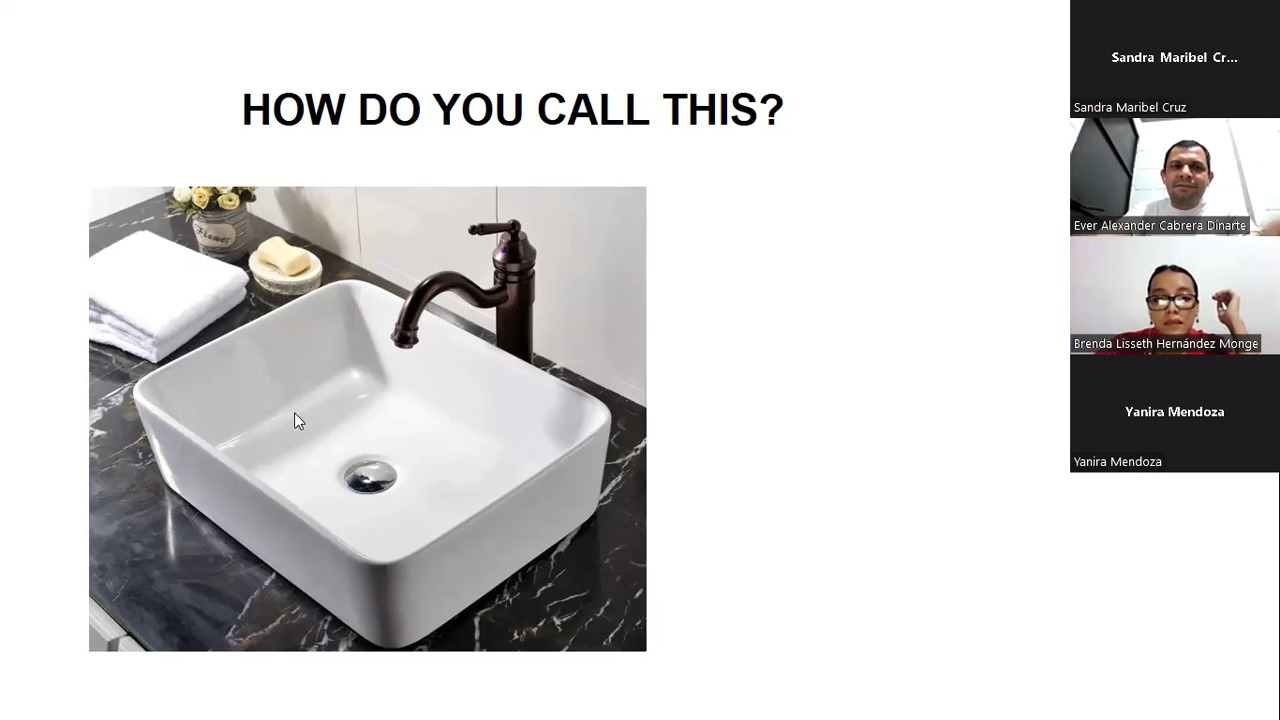 HOW DO YOU CALL THIS?
Flowers
Sandra Maribel Cr...
Sandra Maribel Cruz
Ever Alexander Cabrera Dinarte
Brenda Lisseth Hernández Monge
Yanira Mendoza
Yanira Mendoza